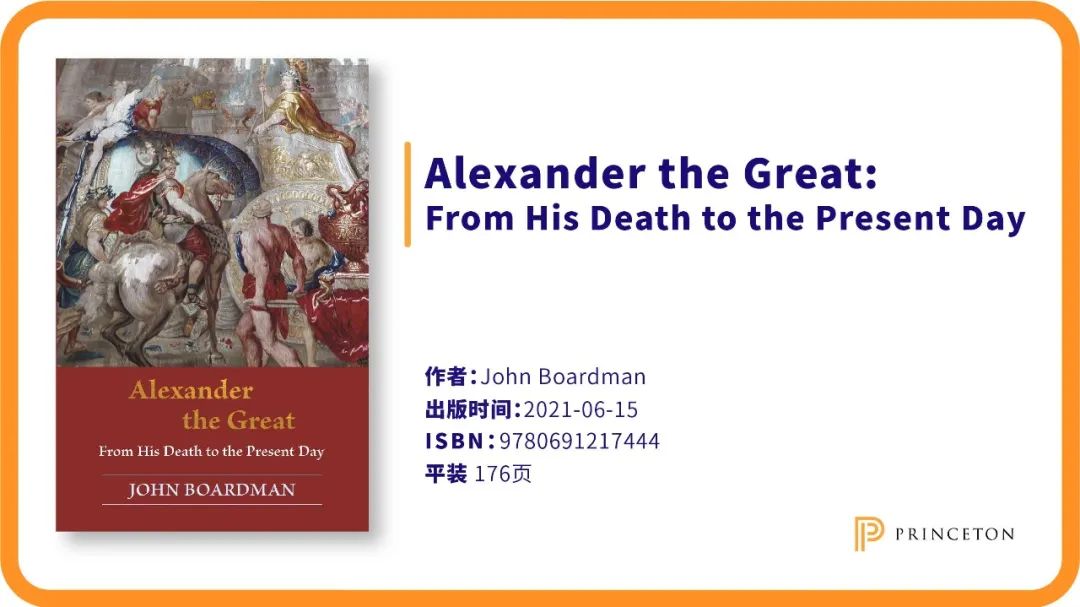 Alexander the Great:
From His Death to the Present Day
作者:John Boardman
出版时间:2021-06-15
ISBN:9780691217444
平装 176页
Alexander
the Great
From His Death to the Present Day
JOHN BOARDMAN
PRINCETON